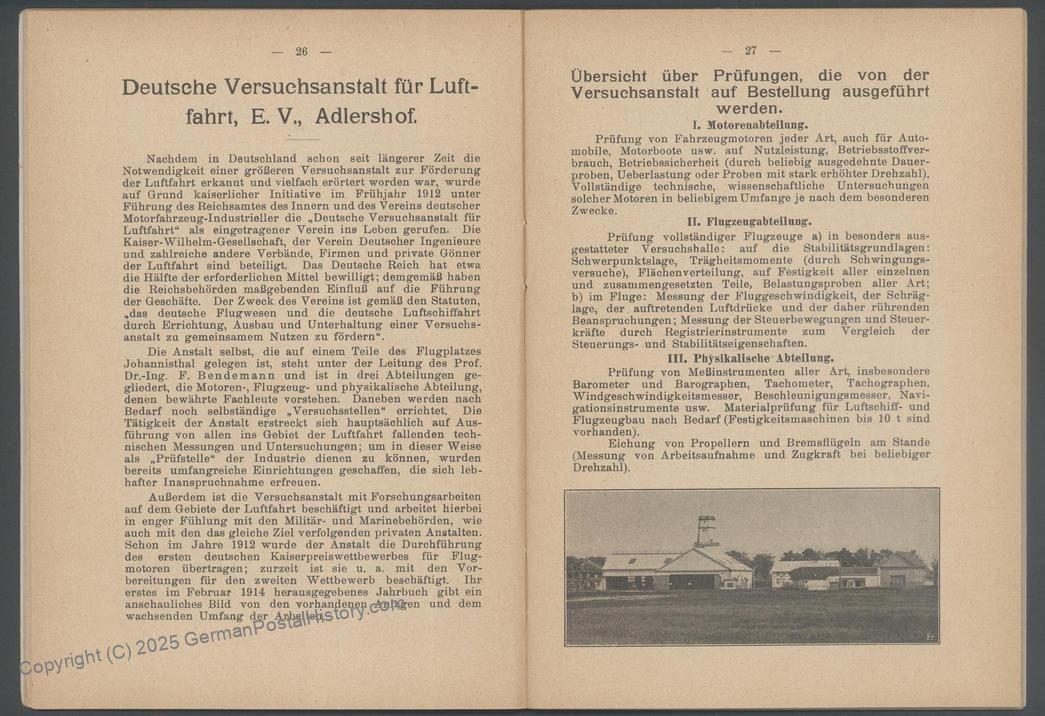 — 26 —
Deutsche Versuchsanstalt für Luft-
fahrt, E. V., Adlershof.
Nachdem in Deutschland schon seit längerer Zeit die
Notwendigkeit einer größeren Versuchsanstalt zur Förderung
der Luftfahrt erkannt und vielfach erörtert worden war, wurde
auf Grund kaiserlicher Initiative im Frühjahr 1912 unter
Führung des Reichsamtes des Innern und des Vereins deutscher
Motorfahrzeug-Industrieller die „Deutsche Versuchsanstalt für
Luftfahrt“ als eingetragener Verein ins Leben gerufen. Die
Kaiser-Wilhelm-Gesellschaft, der Verein Deutscher Ingenieure
und zahlreiche andere Verbände, Firmen und private Gönner
der Luftfahrt sind beteiligt. Das Deutsche Reich hat etwa
die Hälfte der erforderlichen Mittel bewilligt; demgemäß haben
die Reichsbehörden maßgebenden Einfluß auf die Führung
der Geschäfte. Der Zweck des Vereins ist gemäß den Statuten,
„das deutsche Flugwesen und die deutsche Luftschiffahrt
durch Errichtung, Ausbau und Unterhaltung einer Versuchs-
anstalt zu gemeinsamem Nutzen zu fördern“.
Die Anstalt selbst, die auf einem Teile des Flugplatzes
Johannisthal gelegen ist, steht unter der Leitung des Prof.
Dr.-Ing. F. Bendemann und ist in drei Abteilungen ge-
gliedert, die Motoren-, Flugzeug- und physikalische Abteilung,
denen bewährte Fachleute vorstehen. Daneben werden nach
Bedarf noch selbständige „Versuchsstellen“ errichtet. Die
Tätigkeit der Anstalt erstreckt sich hauptsächlich auf Aus-
führung von allen ins Gebiet der Luftfahrt fallenden tech-
nischen Messungen und Untersuchungen; um in dieser Weise
als „Prüfstelle“ der Industrie dienen zu können, wurden
bereits umfangreiche Einrichtungen geschaffen, die sich leb-
hafter Inanspruchnahme erfreuen.
Außerdem ist die Versuchsanstalt mit Forschungsarbeiten
auf dem Gebiete der Luftfahrt beschäftigt und arbeitet hierbei
in enger Fühlung mit den Militär- und Marinebehörden, wie
auch mit den das gleiche Ziel verfolgenden privaten Anstalten.
Schon im Jahre 1912 wurde der Anstalt die Durchführung
des ersten deutschen Kaiserpreiswettbewerbes für Flug-
motoren übertragen; zurzeit ist sie u. a. mit den Vor-
bereitungen für den zweiten Wettbewerb beschäftigt. Ihr
erstes im Februar 1914 herausgegebenes Jahrbuch gibt ein
anschauliches Bild von den vorhandenen Anlagen und dem
wachsenden Umfang der Arbeiten.
— 27 —
Übersicht über Prüfungen, die von der
Versuchsanstalt auf Bestellung ausgeführt
werden.
I. Motorenabteilung.
Prüfung von Fahrzeugmotoren jeder Art, auch für Auto-
mobile, Motorboote usw. auf Nutzleistung, Betriebsstoffver-
brauch, Betriebssicherheit (durch beliebig ausgedehnte Dauer-
proben, Ueberlastung oder Proben mit stark erhöhter Drehzahl).
Vollständige technische, wissenschaftliche Untersuchungen
solcher Motoren in beliebigem Umfange je nach dem besonderen
Zwecke.
II. Flugzeugabteilung.
Prüfung vollständiger Flugzeuge a) in besonders aus-
gestatteter Versuchshalle: auf die Stabilitätsgrundlagen:
Schwerpunktslage, Trägheitsmomente (durch Schwingungs-
versuche), Flächenverteilung, auf Festigkeit aller einzelnen
und zusammengesetzten Teile, Belastungsproben aller Art;
b) im Fluge: Messung der Fluggeschwindigkeit, der Schräg-
lage, der auftretenden Luftdrücke und der daher rührenden
Beanspruchungen; Messung der Steuerbewegungen und Steuer-
kräfte durch Registrierinstrumente zum Vergleich der
Steuerungs- und Stabilitätseigenschaften.
III. Physikalische Abteilung.
Prüfung von Meßinstrumenten aller Art, insbesondere
Barometer und Barographen, Tachometer, Tachographen,
Windgeschwindigkeitsmesser, Beschleunigungsmesser, Navi-
gationsinstrumente usw. Materialprüfung für Luftschiff- und
Flugzeugbau nach Bedarf (Festigkeitsmaschinen bis 10 t sind
vorhanden).
Eichung von Propellern und Bremsflügeln am Stande
(Messung von Arbeitsaufnahme und Zugkraft bei beliebiger
Drehzahl).
Fr
Copyright (C) 2025 GermanPostalHistory.com